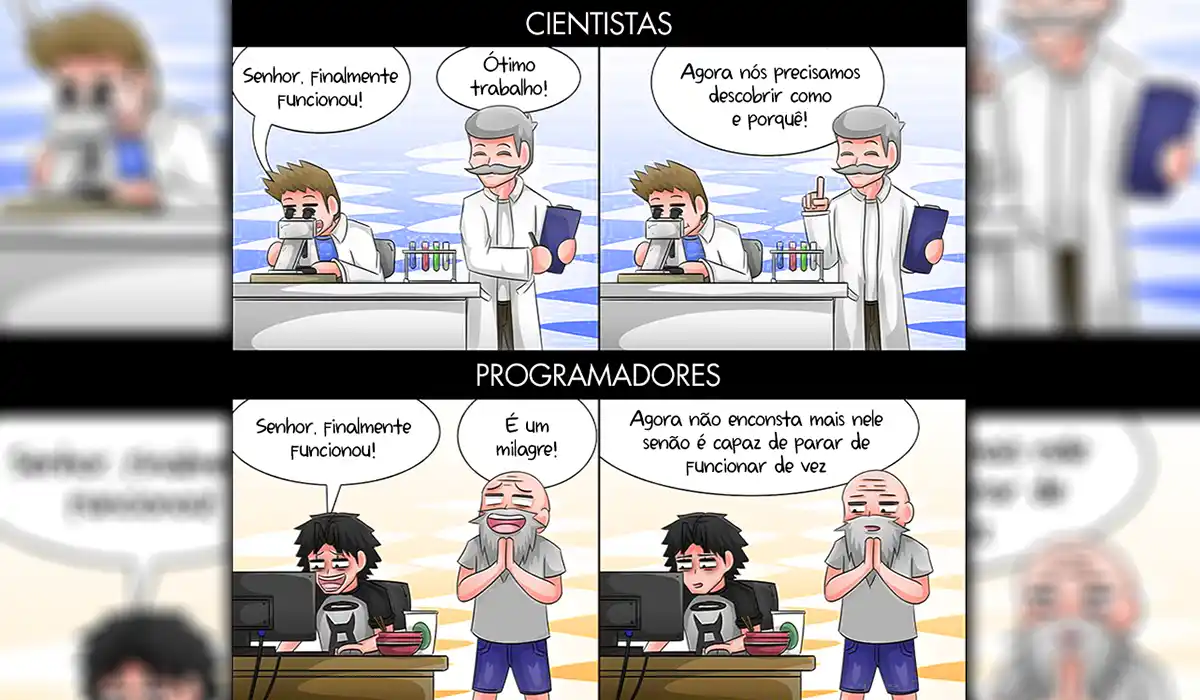 CIENTISTAS
Senhor, Finalmente
Funcionou!
Ótimo
trabalho!
Agora nós precisamos
descobrir como
e porquê!
PROGRAMADORES
Senhor, Finalmente
Funcionou!
É um
milagre!
Agora não enconsta mais nele
senão é capaz de parar de
Funcionar de vez